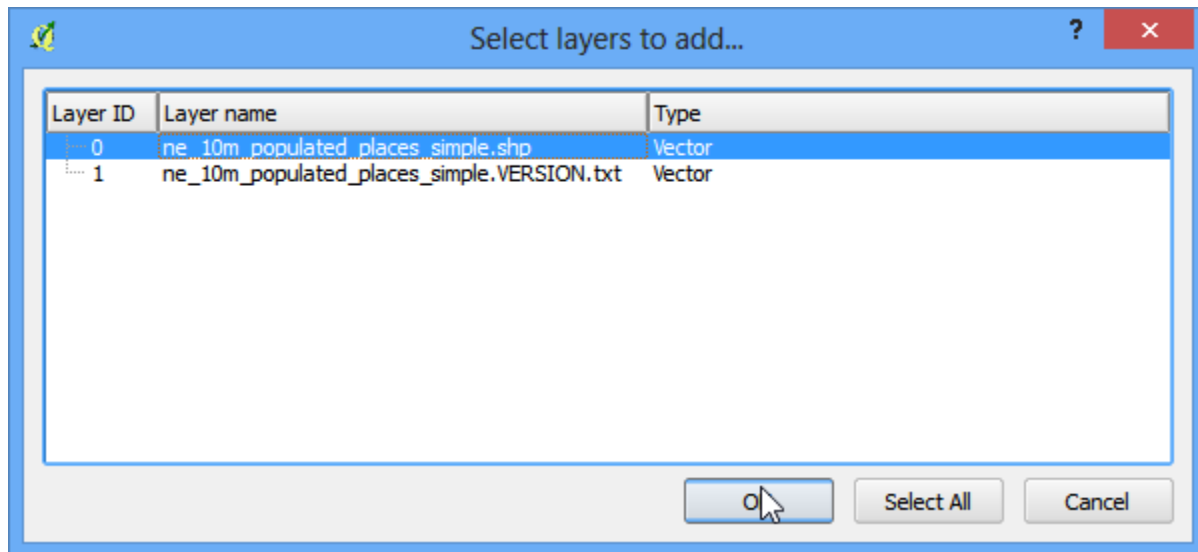 Select layers to add...
?
Layer ID Layer name Type
0 ne_10m_populated_places_simple.shp Vector
1 ne_10m_populated_places_simple.VERSION.txt Vector
Select All Cancel